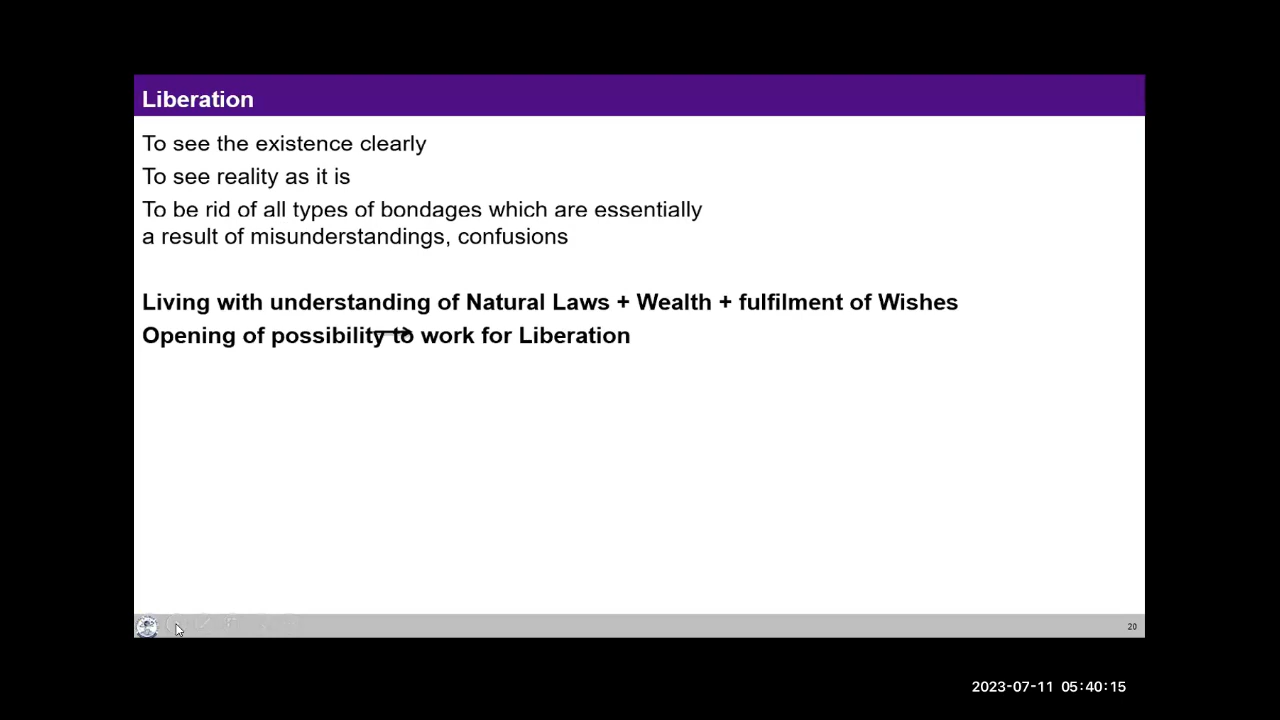 Liberation
To see the existence clearly
To see reality as it is
To be rid of all types of bondages which are essentially
a result of misunderstandings, confusions
Living with understanding of Natural Laws + Wealth + fulfilment of Wishes
Opening of possibility to work for Liberation
20
2023-07-11 05:40:15